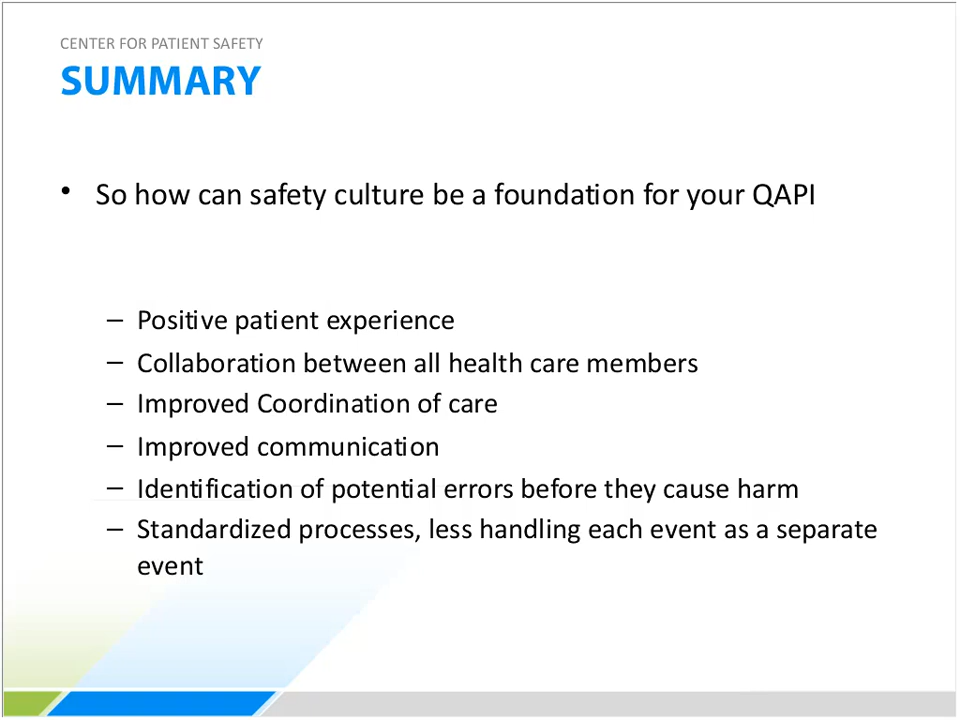 CENTER FOR PATIENT SAFETY
SUMMARY
• So how can safety culture be a foundation for your QAPI
– Positive patient experience
– Collaboration between all health care members
– Improved Coordination of care
– Improved communication
– Identification of potential errors before they cause harm
– Standardized processes, less handling each event as a separate
event